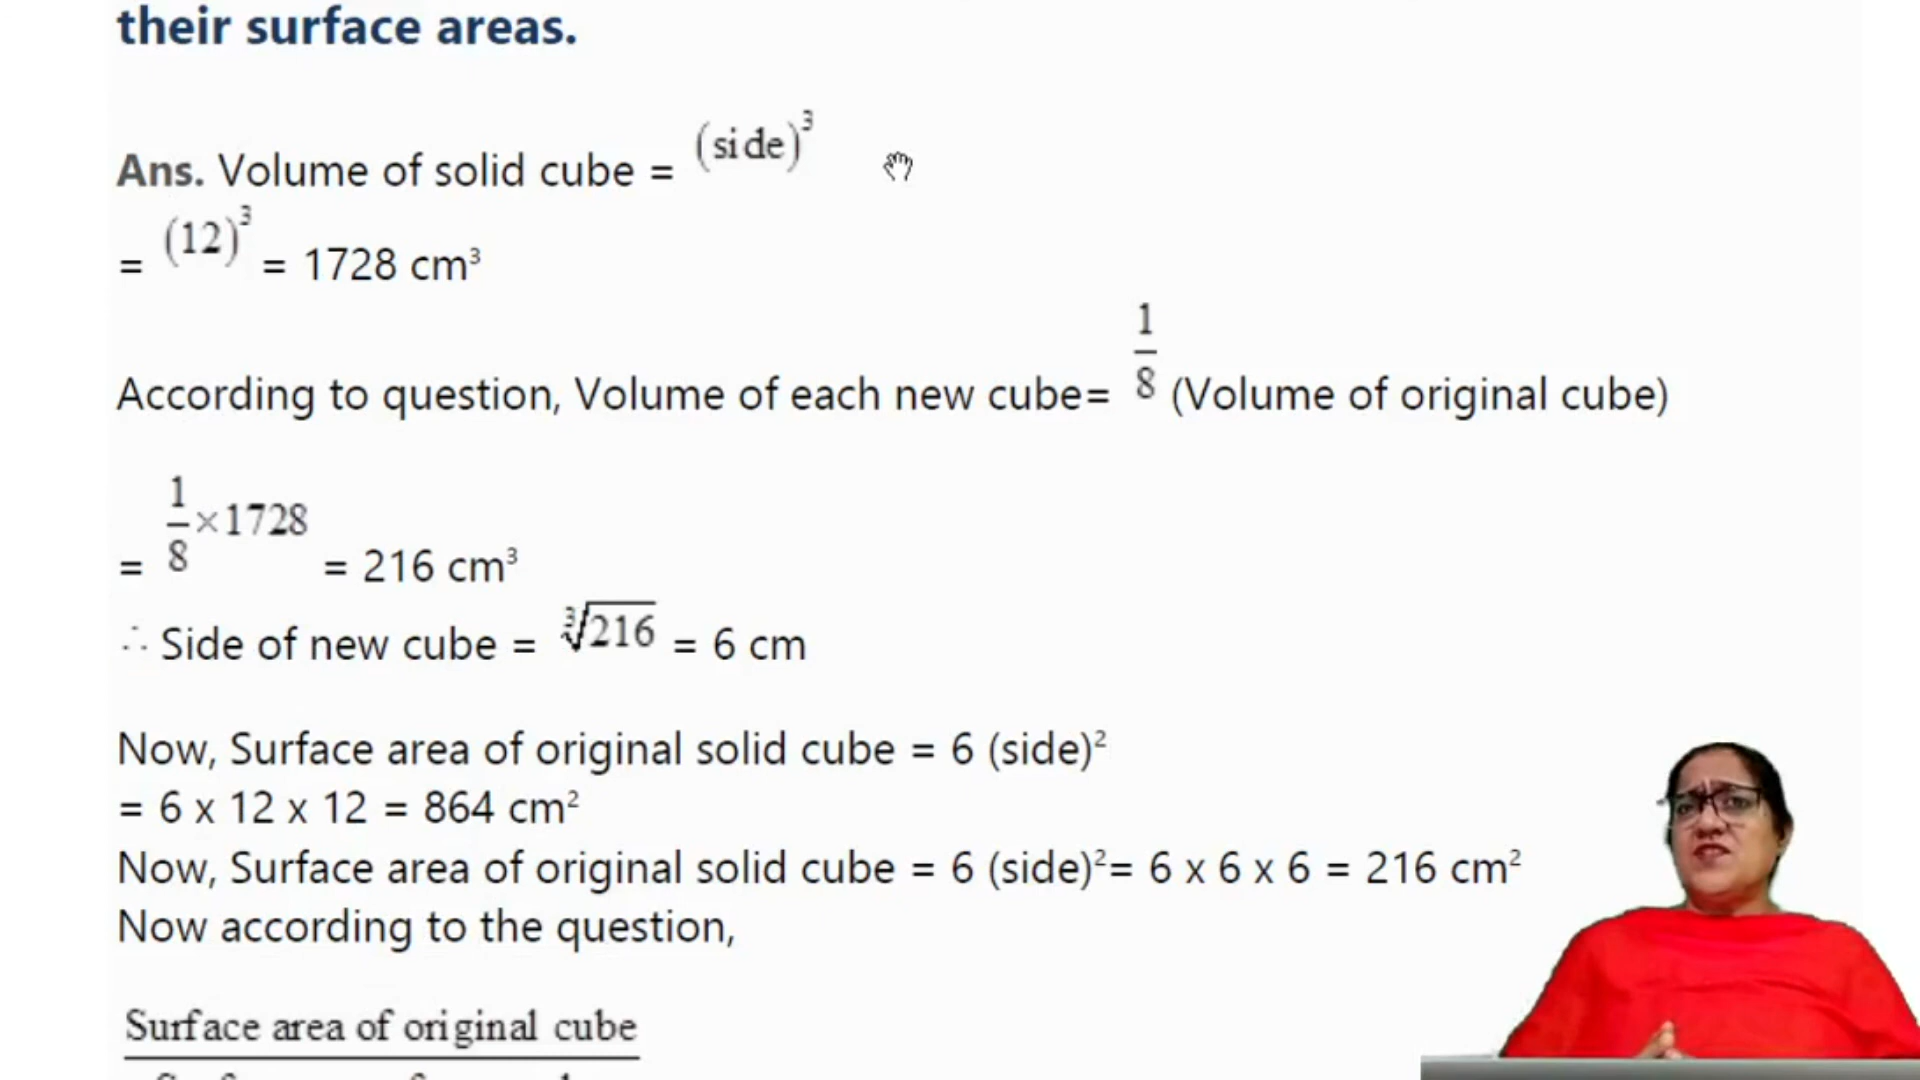 their surface areas.
Ans. Volume of solid cube = (side)³
= (12)³ = 1728 cm³
According to question, Volume of each new cube= 1/8 (Volume of original cube)
= 1/8 ×1728 = 216 cm³
∴ Side of new cube = ∛216 = 6 cm
Now, Surface area of original solid cube = 6 (side)²
= 6 x 12 x 12 = 864 cm²
Now, Surface area of original solid cube = 6 (side)²= 6 x 6 x 6 = 216 cm²
Now according to the question,
Surface area of original cube